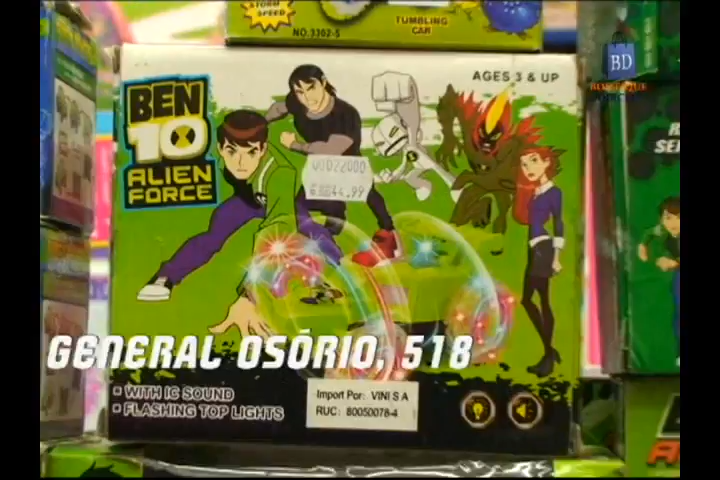 STORM
SPEED
NO.3302-5
TUMBLING
CAR
BD
AGES 3 & UP
BEN
10
ALIEN
FORCE
44.99
GENERAL OSÓRIO, 518
• WITH IC SOUND
• FLASHING TOP LIGHTS
Import Por: VINI S A
RUC: 80050078-4